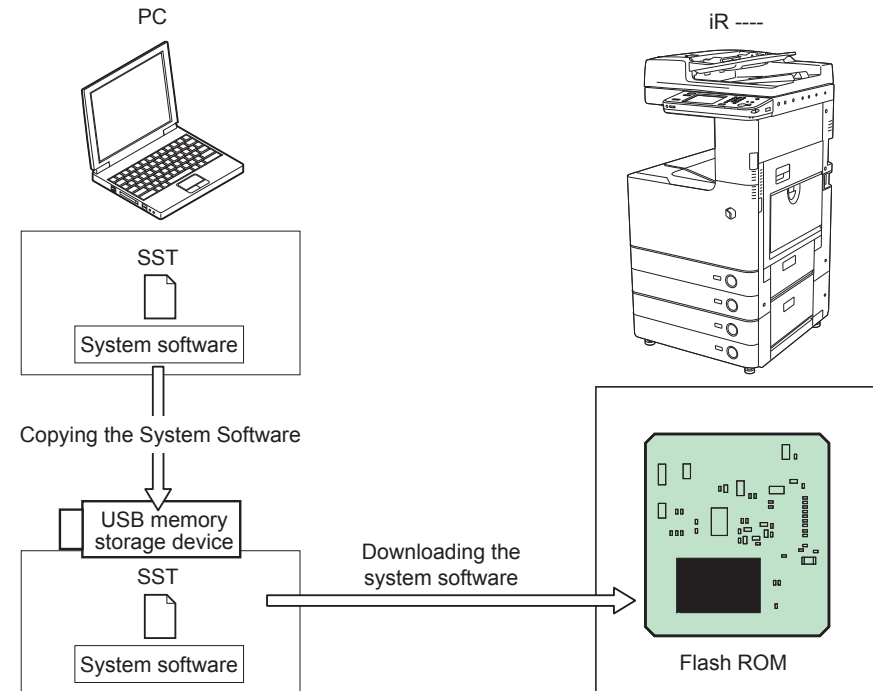 PC
iR ----
SST
System software
Copying the System Software
USB memory
storage device
SST
System software
Downloading the
system software
Flash ROM